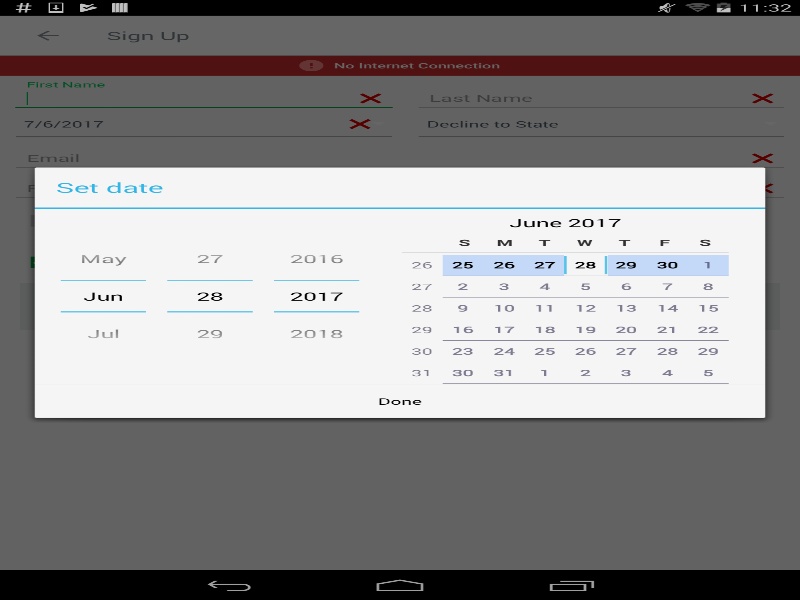 # 11:32
Sign Up
! No Internet Connection
First Name
Last Name
7/6/2017
Decline to State
Email
Set date
May 27 2016
Jun 28 2017
Jul 29 2018
June 2017
S M T W T F S
26 25 26 27 28 29 30 1
27 2 3 4 5 6 7 8
28 9 10 11 12 13 14 15
29 16 17 18 19 20 21 22
30 23 24 25 26 27 28 29
31 30 31 1 2 3 4 5
Done